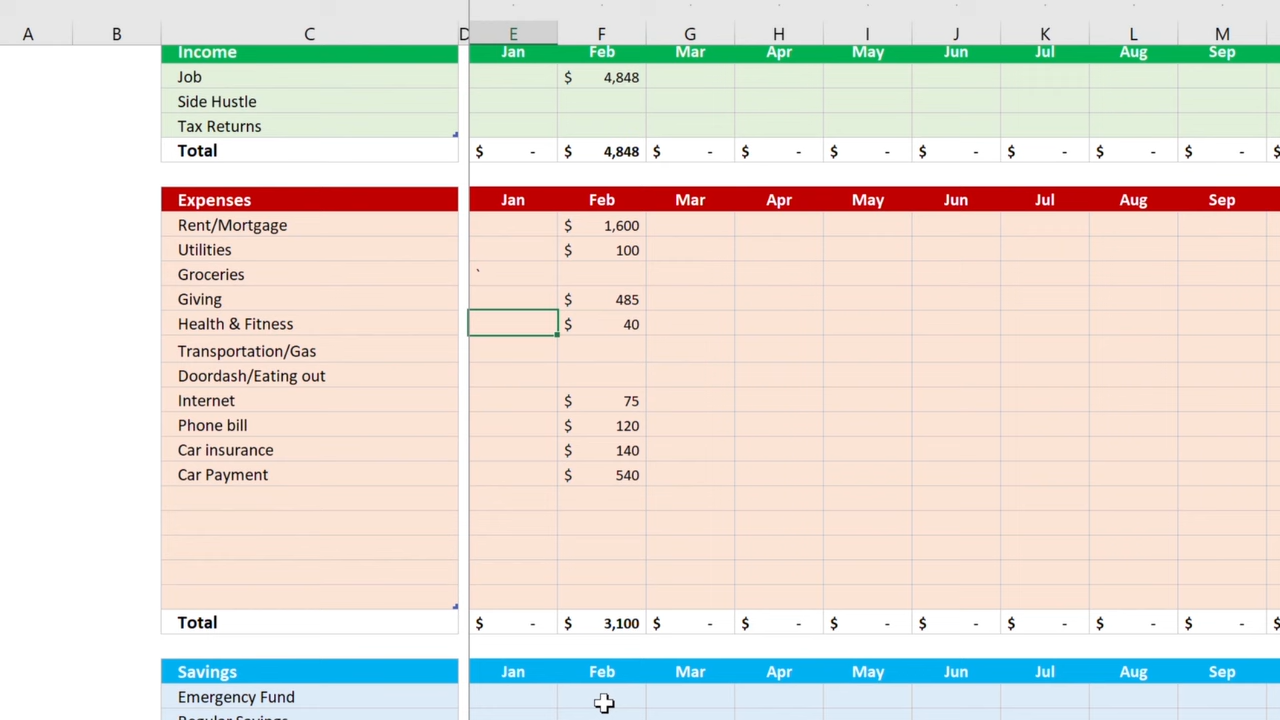 A B C D E F G H I J K L M
Income Jan Feb Mar Apr May Jun Jul Aug Sep
Job $ 4,848
Side Hustle
Tax Returns
Total $ - $ 4,848 $ - $ - $ - $ - $ - $ - $ - $
Expenses Jan Feb Mar Apr May Jun Jul Aug Sep
Rent/Mortgage $ 1,600
Utilities $ 100
Groceries `
Giving $ 485
Health & Fitness $ 40
Transportation/Gas
Doordash/Eating out
Internet $ 75
Phone bill $ 120
Car insurance $ 140
Car Payment $ 540
Total $ - $ 3,100 $ - $ - $ - $ - $ - $ - $ - $
Savings Jan Feb Mar Apr May Jun Jul Aug Sep
Emergency Fund
Regular Savings